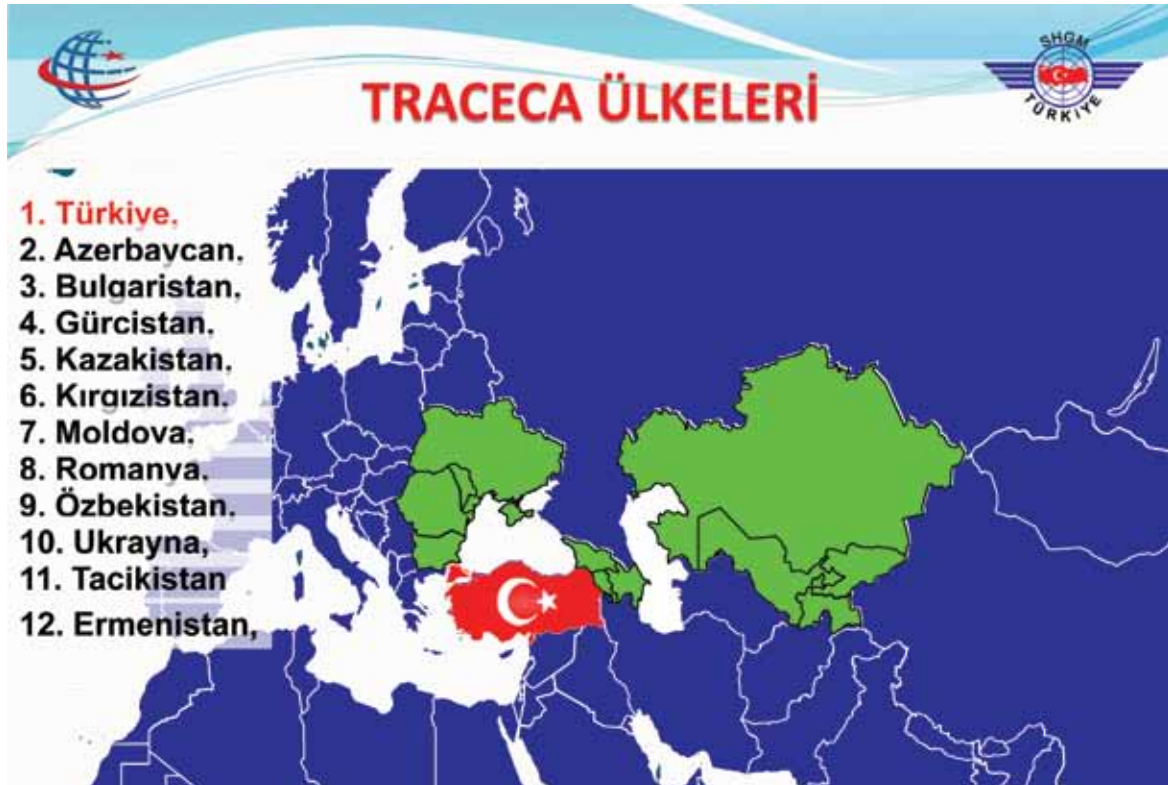 SHGM
TÜRKİYE
TRACECA ÜLKELERİ
1. Türkiye,
2. Azerbaycan,
3. Bulgaristan,
4. Gürcistan,
5. Kazakistan,
6. Kırgızistan,
7. Moldova,
8. Romanya,
9. Özbekistan,
10. Ukrayna,
11. Tacikistan
12. Ermenistan,